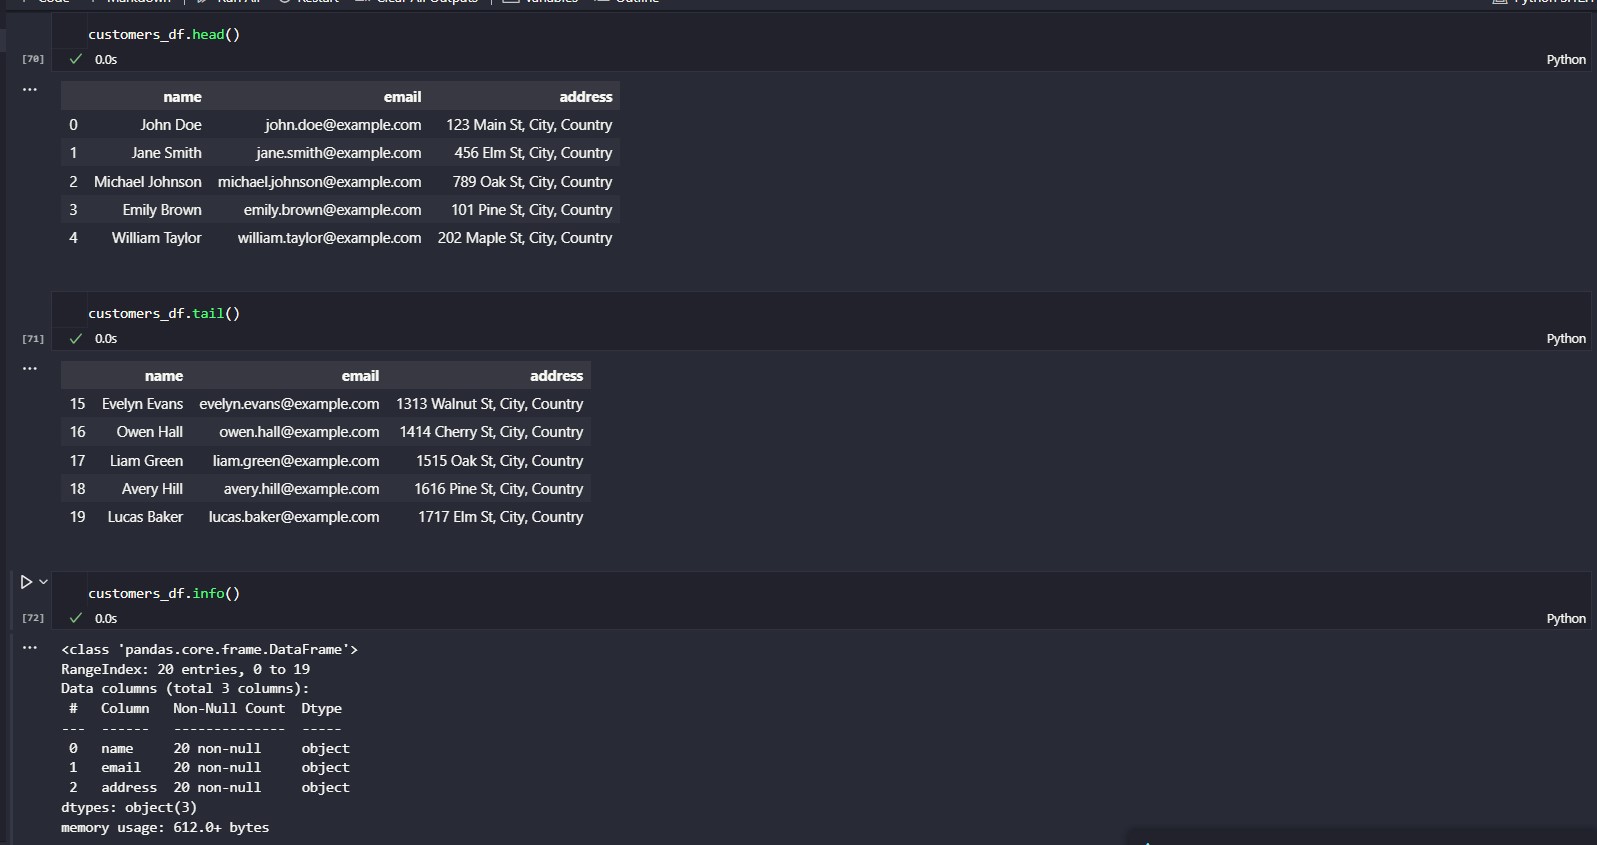 Code Markdown Run All Restart Clear All Outputs Variables Outline
customers_df.head()
[70] 0.0s Python
name email address
0 John Doe john.doe@example.com 123 Main St, City, Country
1 Jane Smith jane.smith@example.com 456 Elm St, City, Country
2 Michael Johnson michael.johnson@example.com 789 Oak St, City, Country
3 Emily Brown emily.brown@example.com 101 Pine St, City, Country
4 William Taylor william.taylor@example.com 202 Maple St, City, Country
customers_df.tail()
[71] 0.0s Python
name email address
15 Evelyn Evans evelyn.evans@example.com 1313 Walnut St, City, Country
16 Owen Hall owen.hall@example.com 1414 Cherry St, City, Country
17 Liam Green liam.green@example.com 1515 Oak St, City, Country
18 Avery Hill avery.hill@example.com 1616 Pine St, City, Country
19 Lucas Baker lucas.baker@example.com 1717 Elm St, City, Country
customers_df.info()
[72] 0.0s Python
<class 'pandas.core.frame.DataFrame'>
RangeIndex: 20 entries, 0 to 19
Data columns (total 3 columns):
# Column Non-Null Count Dtype
--- ------ -------------- -----
0 name 20 non-null object
1 email 20 non-null object
2 address 20 non-null object
dtypes: object(3)
memory usage: 612.0+ bytes